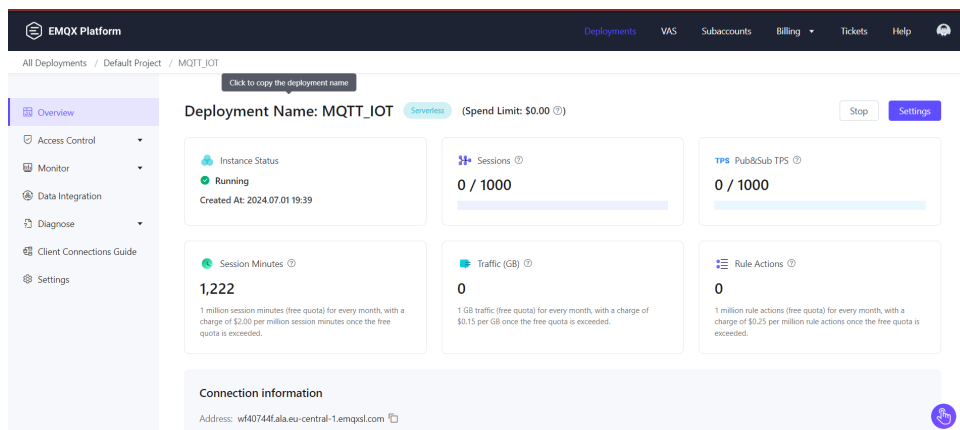 EMQX Platform
Deployments VAS Subaccounts Billing Tickets Help
All Deployments / Default Project / MQTT_IOT
Click to copy the deployment name
Overview
Access Control
Monitor
Data Integration
Diagnose
Client Connections Guide
Settings
Deployment Name: MQTT_IOT Serverless (Spend Limit: $0.00 ?)
Stop Settings
Instance Status
Running
Created At: 2024.07.01 19:39
Sessions ?
0 / 1000
TPS Pub&Sub TPS ?
0 / 1000
Session Minutes ?
1,222
1 million session minutes (free quota) for every month, with a
charge of $2.00 per million session minutes once the free
quota is exceeded.
Traffic (GB) ?
0
1 GB traffic (free quota) for every month, with a charge of
$0.15 per GB once the free quota is exceeded.
Rule Actions ?
0
1 million rule actions (free quota) for every month, with a
charge of $0.25 per million rule actions once the free quota is
exceeded.
Connection information
Address: wf40744f.ala.eu-central-1.emqxsl.com